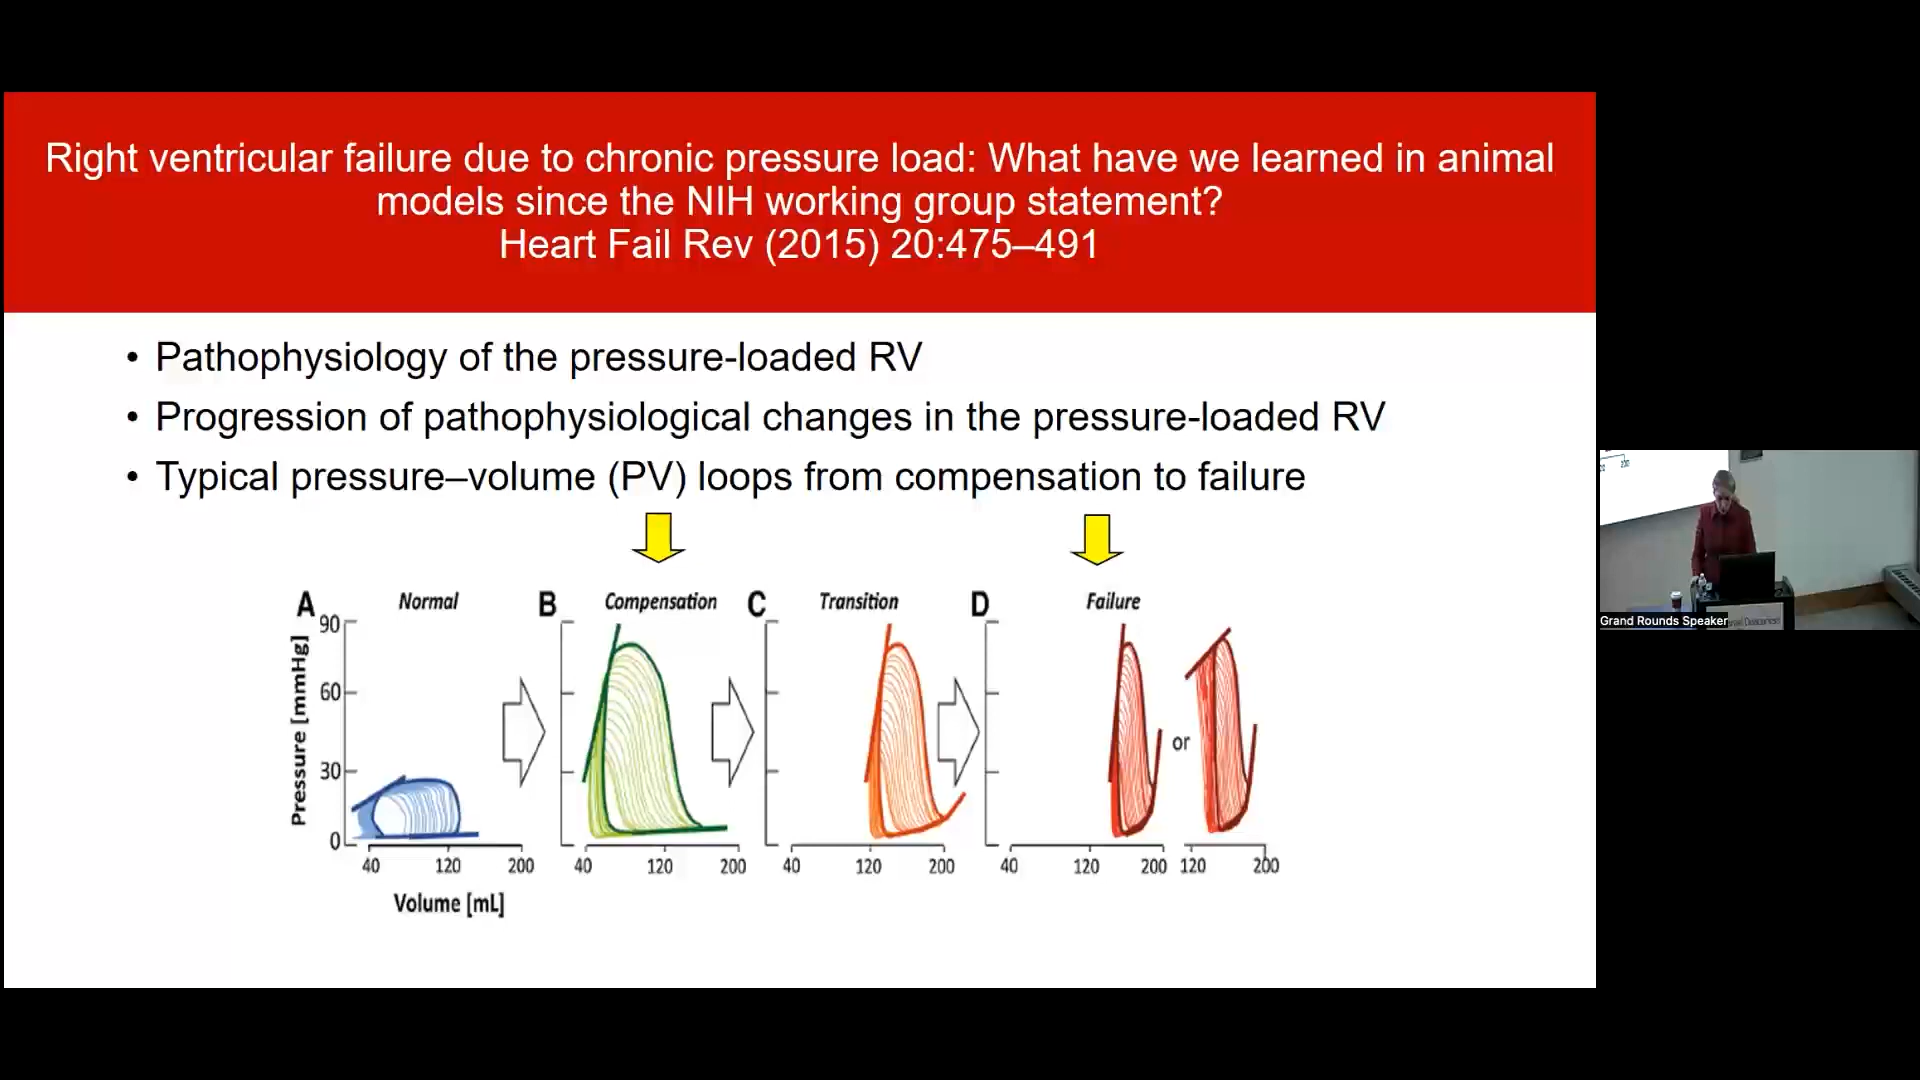 Right ventricular failure due to chronic pressure load: What have we learned in animal
models since the NIH working group statement?
Heart Fail Rev (2015) 20:475–491
• Pathophysiology of the pressure-loaded RV
• Progression of pathophysiological changes in the pressure-loaded RV
• Typical pressure–volume (PV) loops from compensation to failure
A Normal B Compensation C Transition D Failure
Pressure [mmHg]
90
60
30
0
or
40 120 200 40 120 200 40 120 200 40 120 200 120 200
Volume [mL]
200
Grand Rounds Speaker